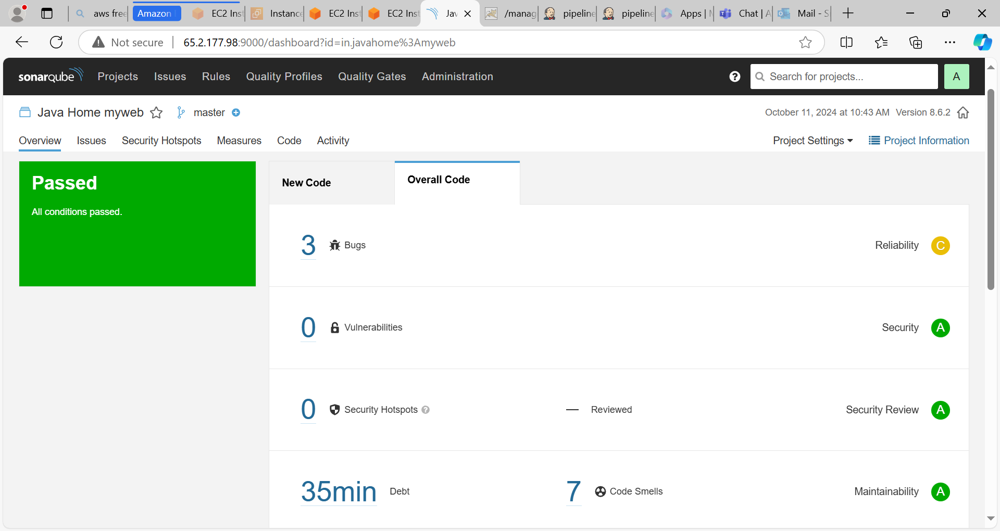 aws free
Amazon
EC2 Inst
Instance
EC2 Inst
EC2 Inst
Jav
/manag
pipeline
pipeline
Apps |
Chat | A
Mail - S
Not secure
65.2.177.98:9000/dashboard?id=in.javahome%3Amyweb
sonarqube
Projects
Issues
Rules
Quality Profiles
Quality Gates
Administration
?
Search for projects...
A
Java Home myweb
master
October 11, 2024 at 10:43 AM
Version 8.6.2
Overview
Issues
Security Hotspots
Measures
Code
Activity
Project Settings
Project Information
Passed
All conditions passed.
New Code
Overall Code
3
Bugs
Reliability
C
0
Vulnerabilities
Security
A
0
Security Hotspots
?
— Reviewed
Security Review
A
35min
Debt
7
Code Smells
Maintainability
A